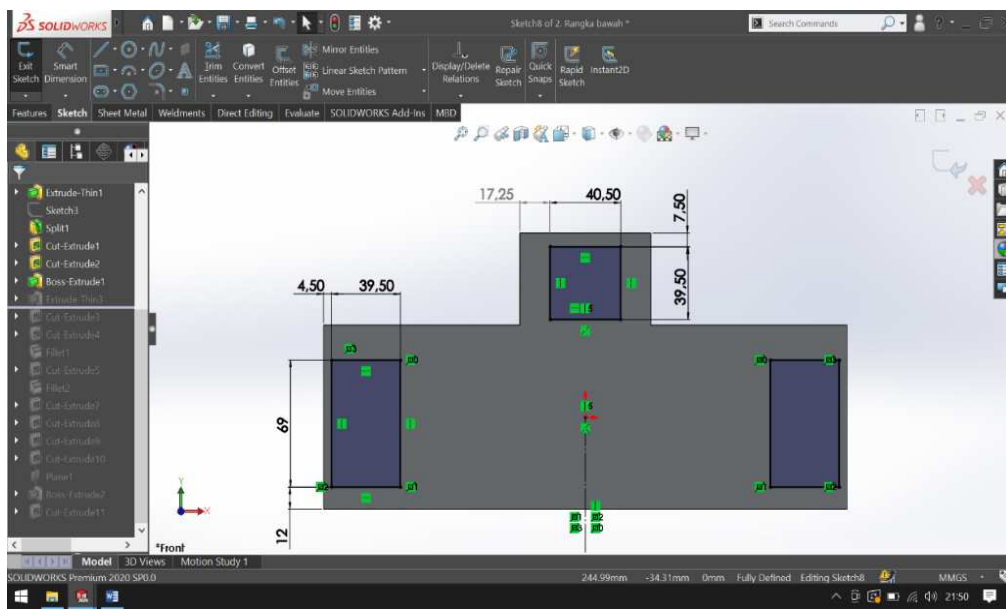 SOLIDWORKS
Sketch8 of 2. Rangka bawah *
Search Commands
Exit Sketch
Smart Dimension
Trim Entities
Convert Entities
Offset Entities
Mirror Entities
Linear Sketch Pattern
Move Entities
Display/Delete Relations
Repair Sketch
Quick Snaps
Rapid Sketch
Instant2D
Features Sketch Sheet Metal Weldments Direct Editing Evaluate SOLIDWORKS Add-Ins MBD
Extrude-Thin1
Sketch3
Split1
Cut-Extrude1
Cut-Extrude2
Boss-Extrude1
Extrude-Thin3
Cut-Extrude3
Cut-Extrude4
Fillet1
Cut-Extrude5
Fillet2
Cut-Extrude7
Cut-Extrude8
Cut-Extrude9
Cut-Extrude10
Plane1
Boss-Extrude2
Cut-Extrude11
17,25
40,50
7,50
39,50
4,50
39,50
69
12
Y
X
*Front
Model 3D Views Motion Study 1
SOLIDWORKS Premium 2020 SP0.0
244.99mm -34.31mm 0mm Fully Defined Editing Sketch8 MMGS
21:50